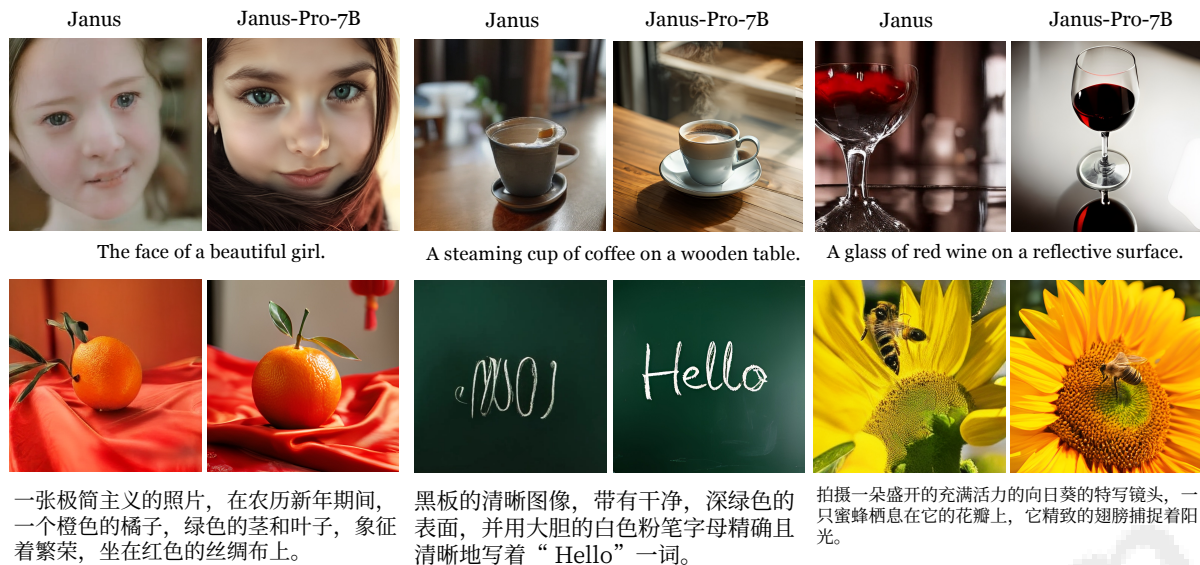 Janus Janus-Pro-7B Janus Janus-Pro-7B Janus Janus-Pro-7B
The face of a beautiful girl.
A steaming cup of coffee on a wooden table.
A glass of red wine on a reflective surface.
Hello
一张极简主义的照片，在农历新年期间，
一个橙色的橘子，绿色的茎和叶子，象征
着繁荣，坐在红色的丝绸布上。
黑板的清晰图像，带有干净，深绿色的
表面，并用大胆的白色粉笔字母精确且
清晰地写着“ Hello”一词。
拍摄一朵盛开的充满活力的向日葵的特写镜头，一
只蜜蜂栖息在它的花瓣上，它精致的翅膀捕捉着阳
光。